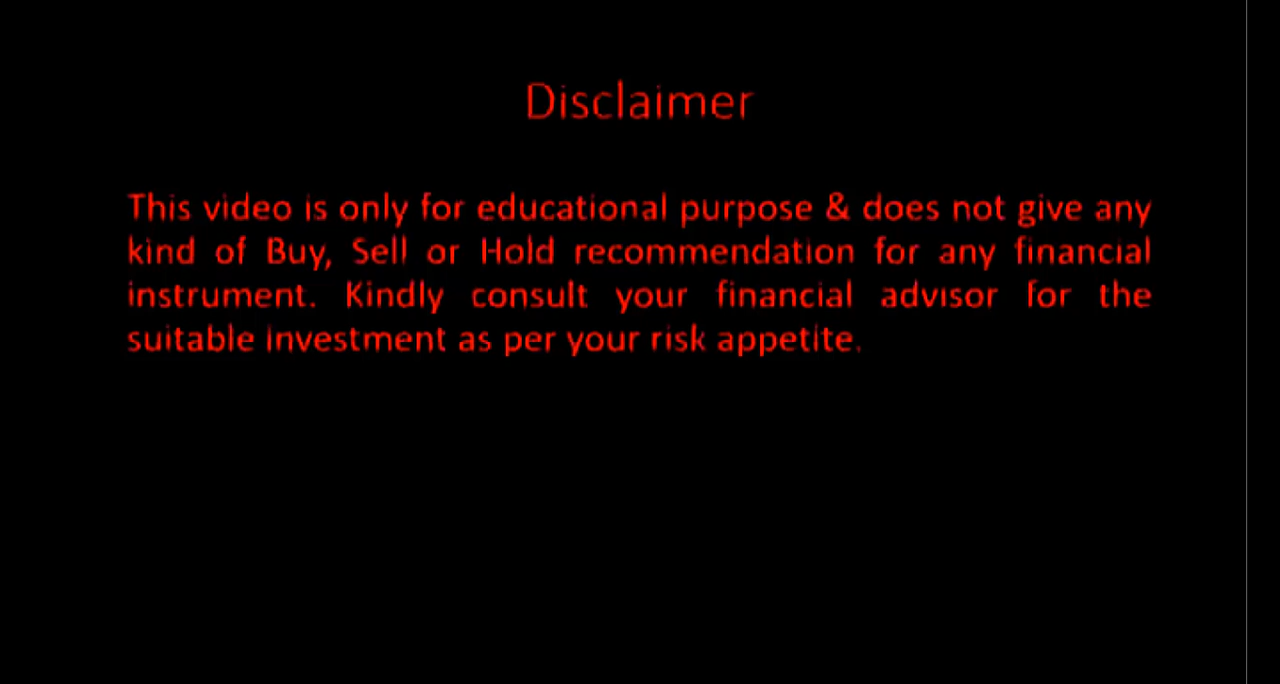 Disclaimer
This video is only for educational purpose & does not give any
kind of Buy, Sell or Hold recommendation for any financial
instrument. Kindly consult your financial advisor for the
suitable investment as per your risk appetite.